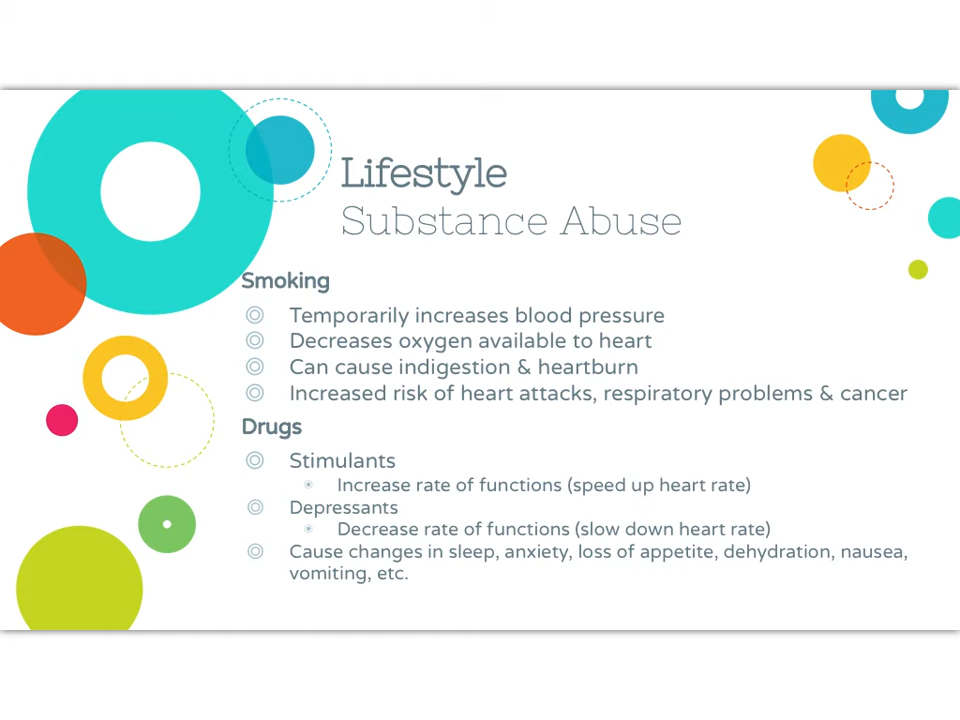 Lifestyle
Substance Abuse
Smoking
Temporarily increases blood pressure
Decreases oxygen available to heart
Can cause indigestion & heartburn
Increased risk of heart attacks, respiratory problems & cancer
Drugs
Stimulants
Increase rate of functions (speed up heart rate)
Depressants
Decrease rate of functions (slow down heart rate)
Cause changes in sleep, anxiety, loss of appetite, dehydration, nausea,
vomiting, etc.